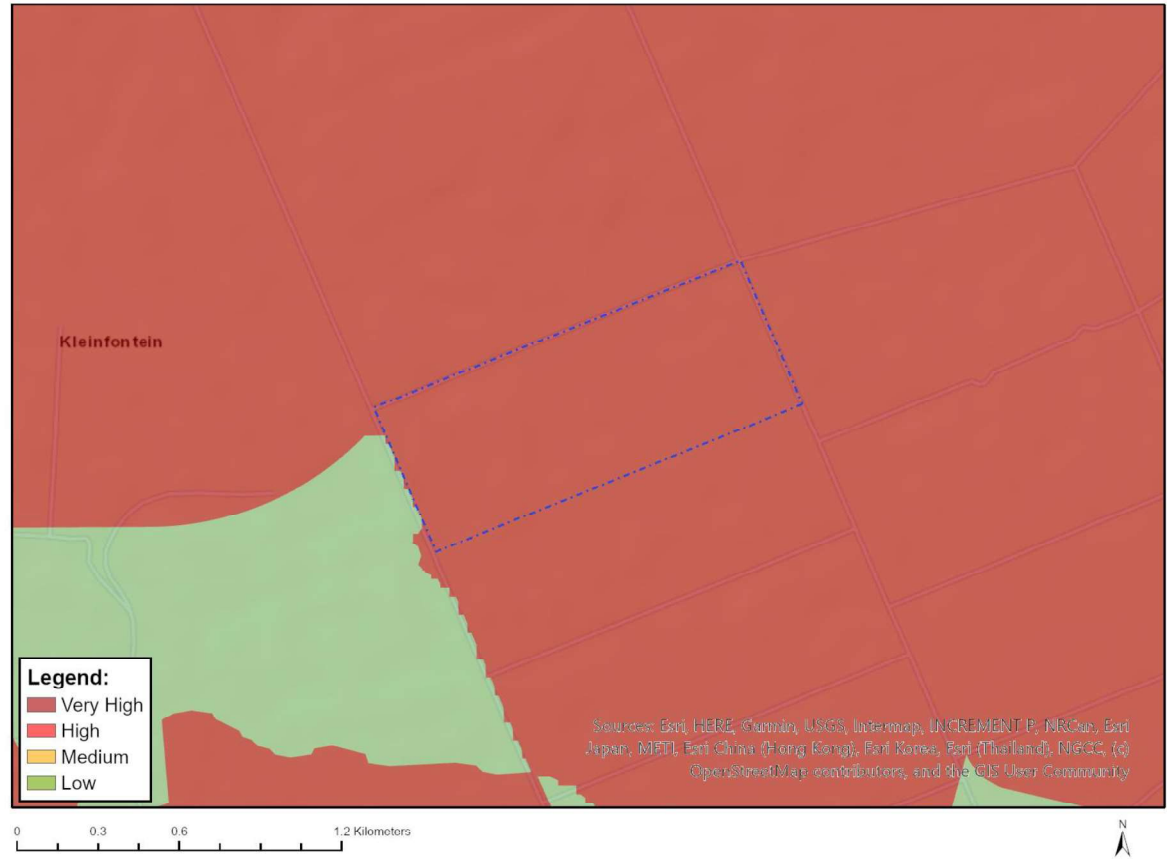 Kleinfontein
Legend:
Very High
High
Medium
Low
Sources: Esri, HERE, Garmin, USGS, Intermap, INCREMENT P, NRCan, Esri
Japan, METI, Esri China (Hong Kong), Esri Korea, Esri (Thailand), NGCC, (c)
OpenStreetMap contributors, and the GIS User Community
0 0.3 0.6 1.2 Kilometers
N